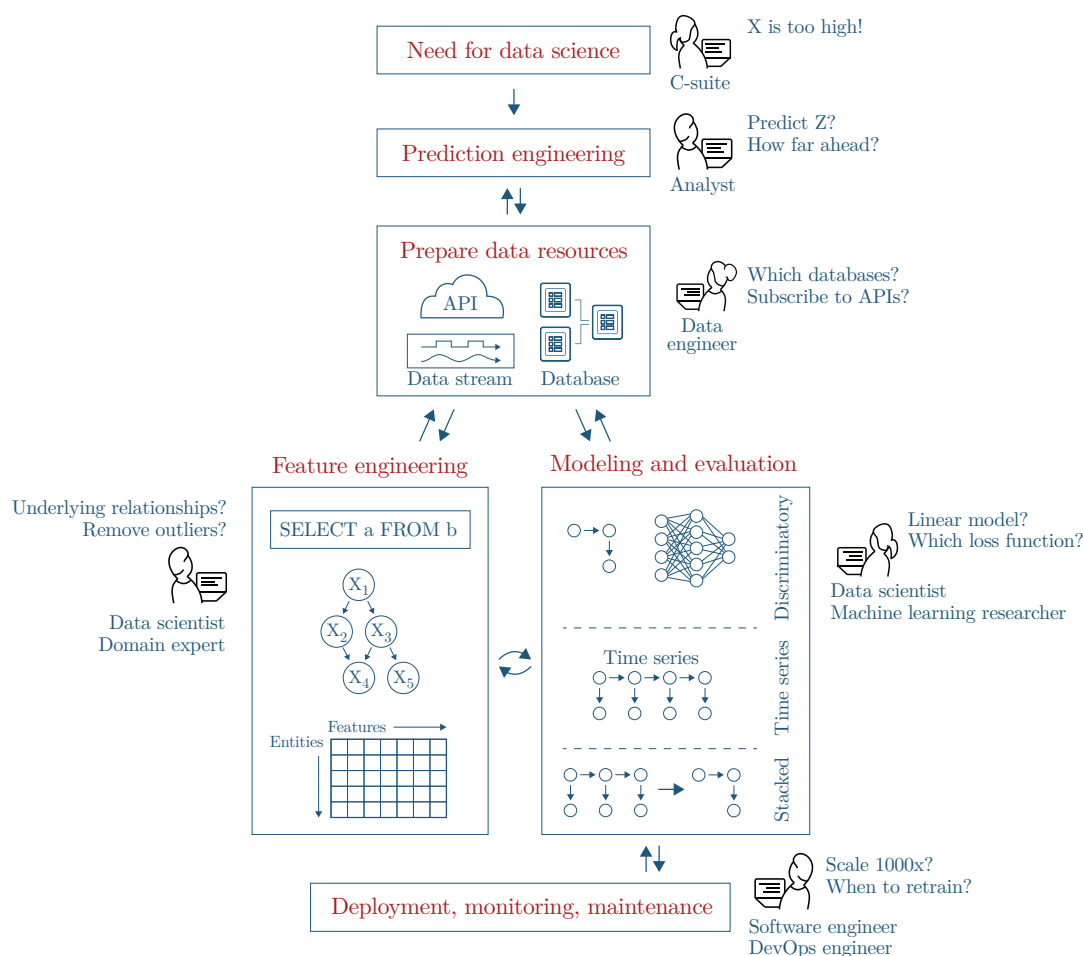 Need for data science
X is too high!
C-suite
Prediction engineering
Predict Z?
How far ahead?
Analyst
Prepare data resources
API
Data stream
Database
Which databases?
Subscribe to APIs?
Data
engineer
Feature engineering
Underlying relationships?
Remove outliers?
Data scientist
Domain expert
SELECT a FROM b
X1
X2
X3
X4
X5
Features
Entities
Modeling and evaluation
Discriminatory
Time series
Time series
Stacked
Linear model?
Which loss function?
Data scientist
Machine learning researcher
Deployment, monitoring, maintenance
Scale 1000x?
When to retrain?
Software engineer
DevOps engineer